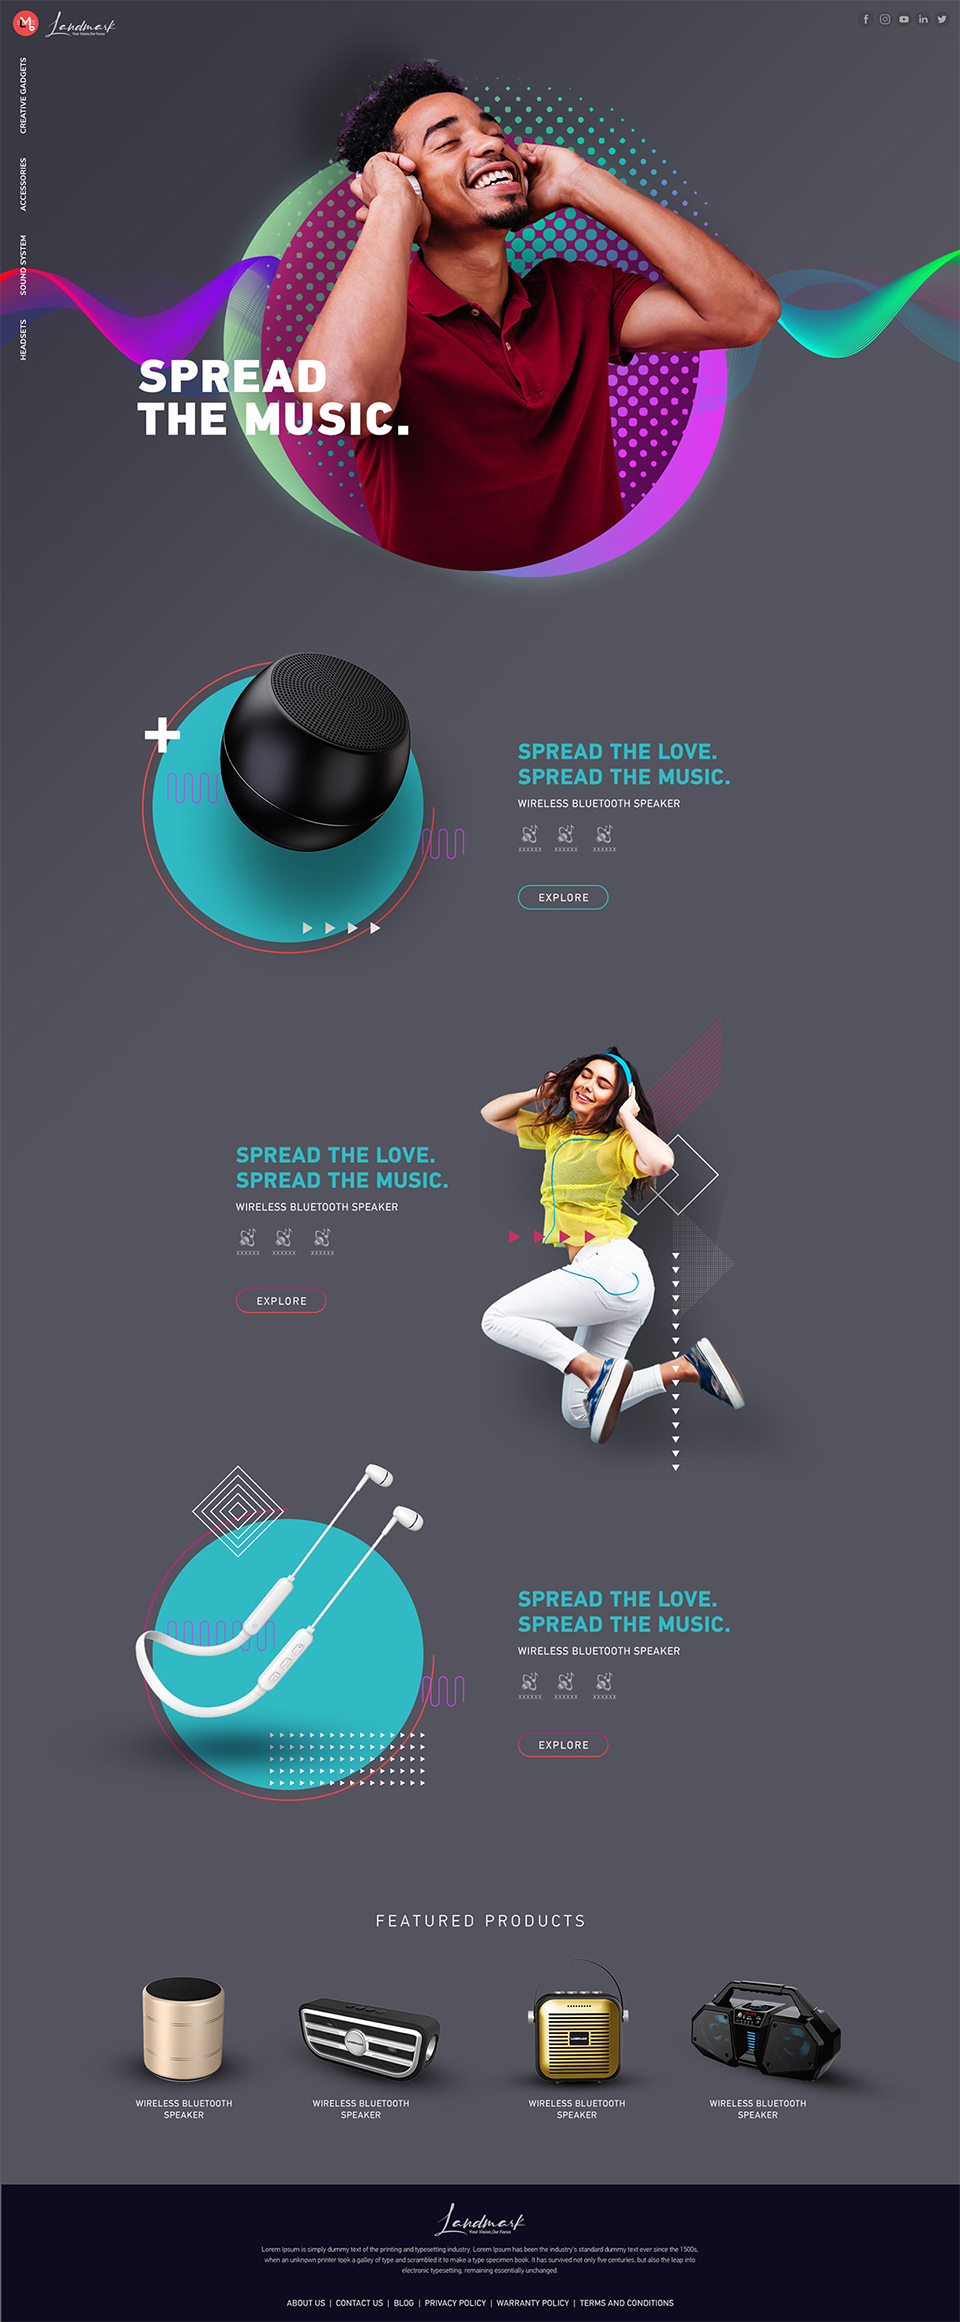 LM
Landmark
Your Vision,Our Focus
CREATIVE GADGETS
ACCESSORIES
SOUND SYSTEM
HEADSETS
SPREAD
THE MUSIC.
SPREAD THE LOVE.
SPREAD THE MUSIC.
WIRELESS BLUETOOTH SPEAKER
XXXXXX XXXXXX XXXXXX
EXPLORE
SPREAD THE LOVE.
SPREAD THE MUSIC.
WIRELESS BLUETOOTH SPEAKER
XXXXXX XXXXXX XXXXXX
EXPLORE
SPREAD THE LOVE.
SPREAD THE MUSIC.
WIRELESS BLUETOOTH SPEAKER
XXXXXX XXXXXX XXXXXX
EXPLORE
FEATURED PRODUCTS
LANDMARK
LANDMARK
WIRELESS BLUETOOTH
SPEAKER
WIRELESS BLUETOOTH
SPEAKER
WIRELESS BLUETOOTH
SPEAKER
WIRELESS BLUETOOTH
SPEAKER
Landmark
Your Vision,Our Focus
Lorem Ipsum is simply dummy text of the printing and typesetting industry. Lorem Ipsum has been the industry's standard dummy text ever since the 1500s,
when an unknown printer took a galley of type and scrambled it to make a type specimen book. It has survived not only five centuries, but also the leap into
electronic typesetting, remaining essentially unchanged.
ABOUT US | CONTACT US | BLOG | PRIVACY POLICY | WARRANTY POLICY | TERMS AND CONDITIONS